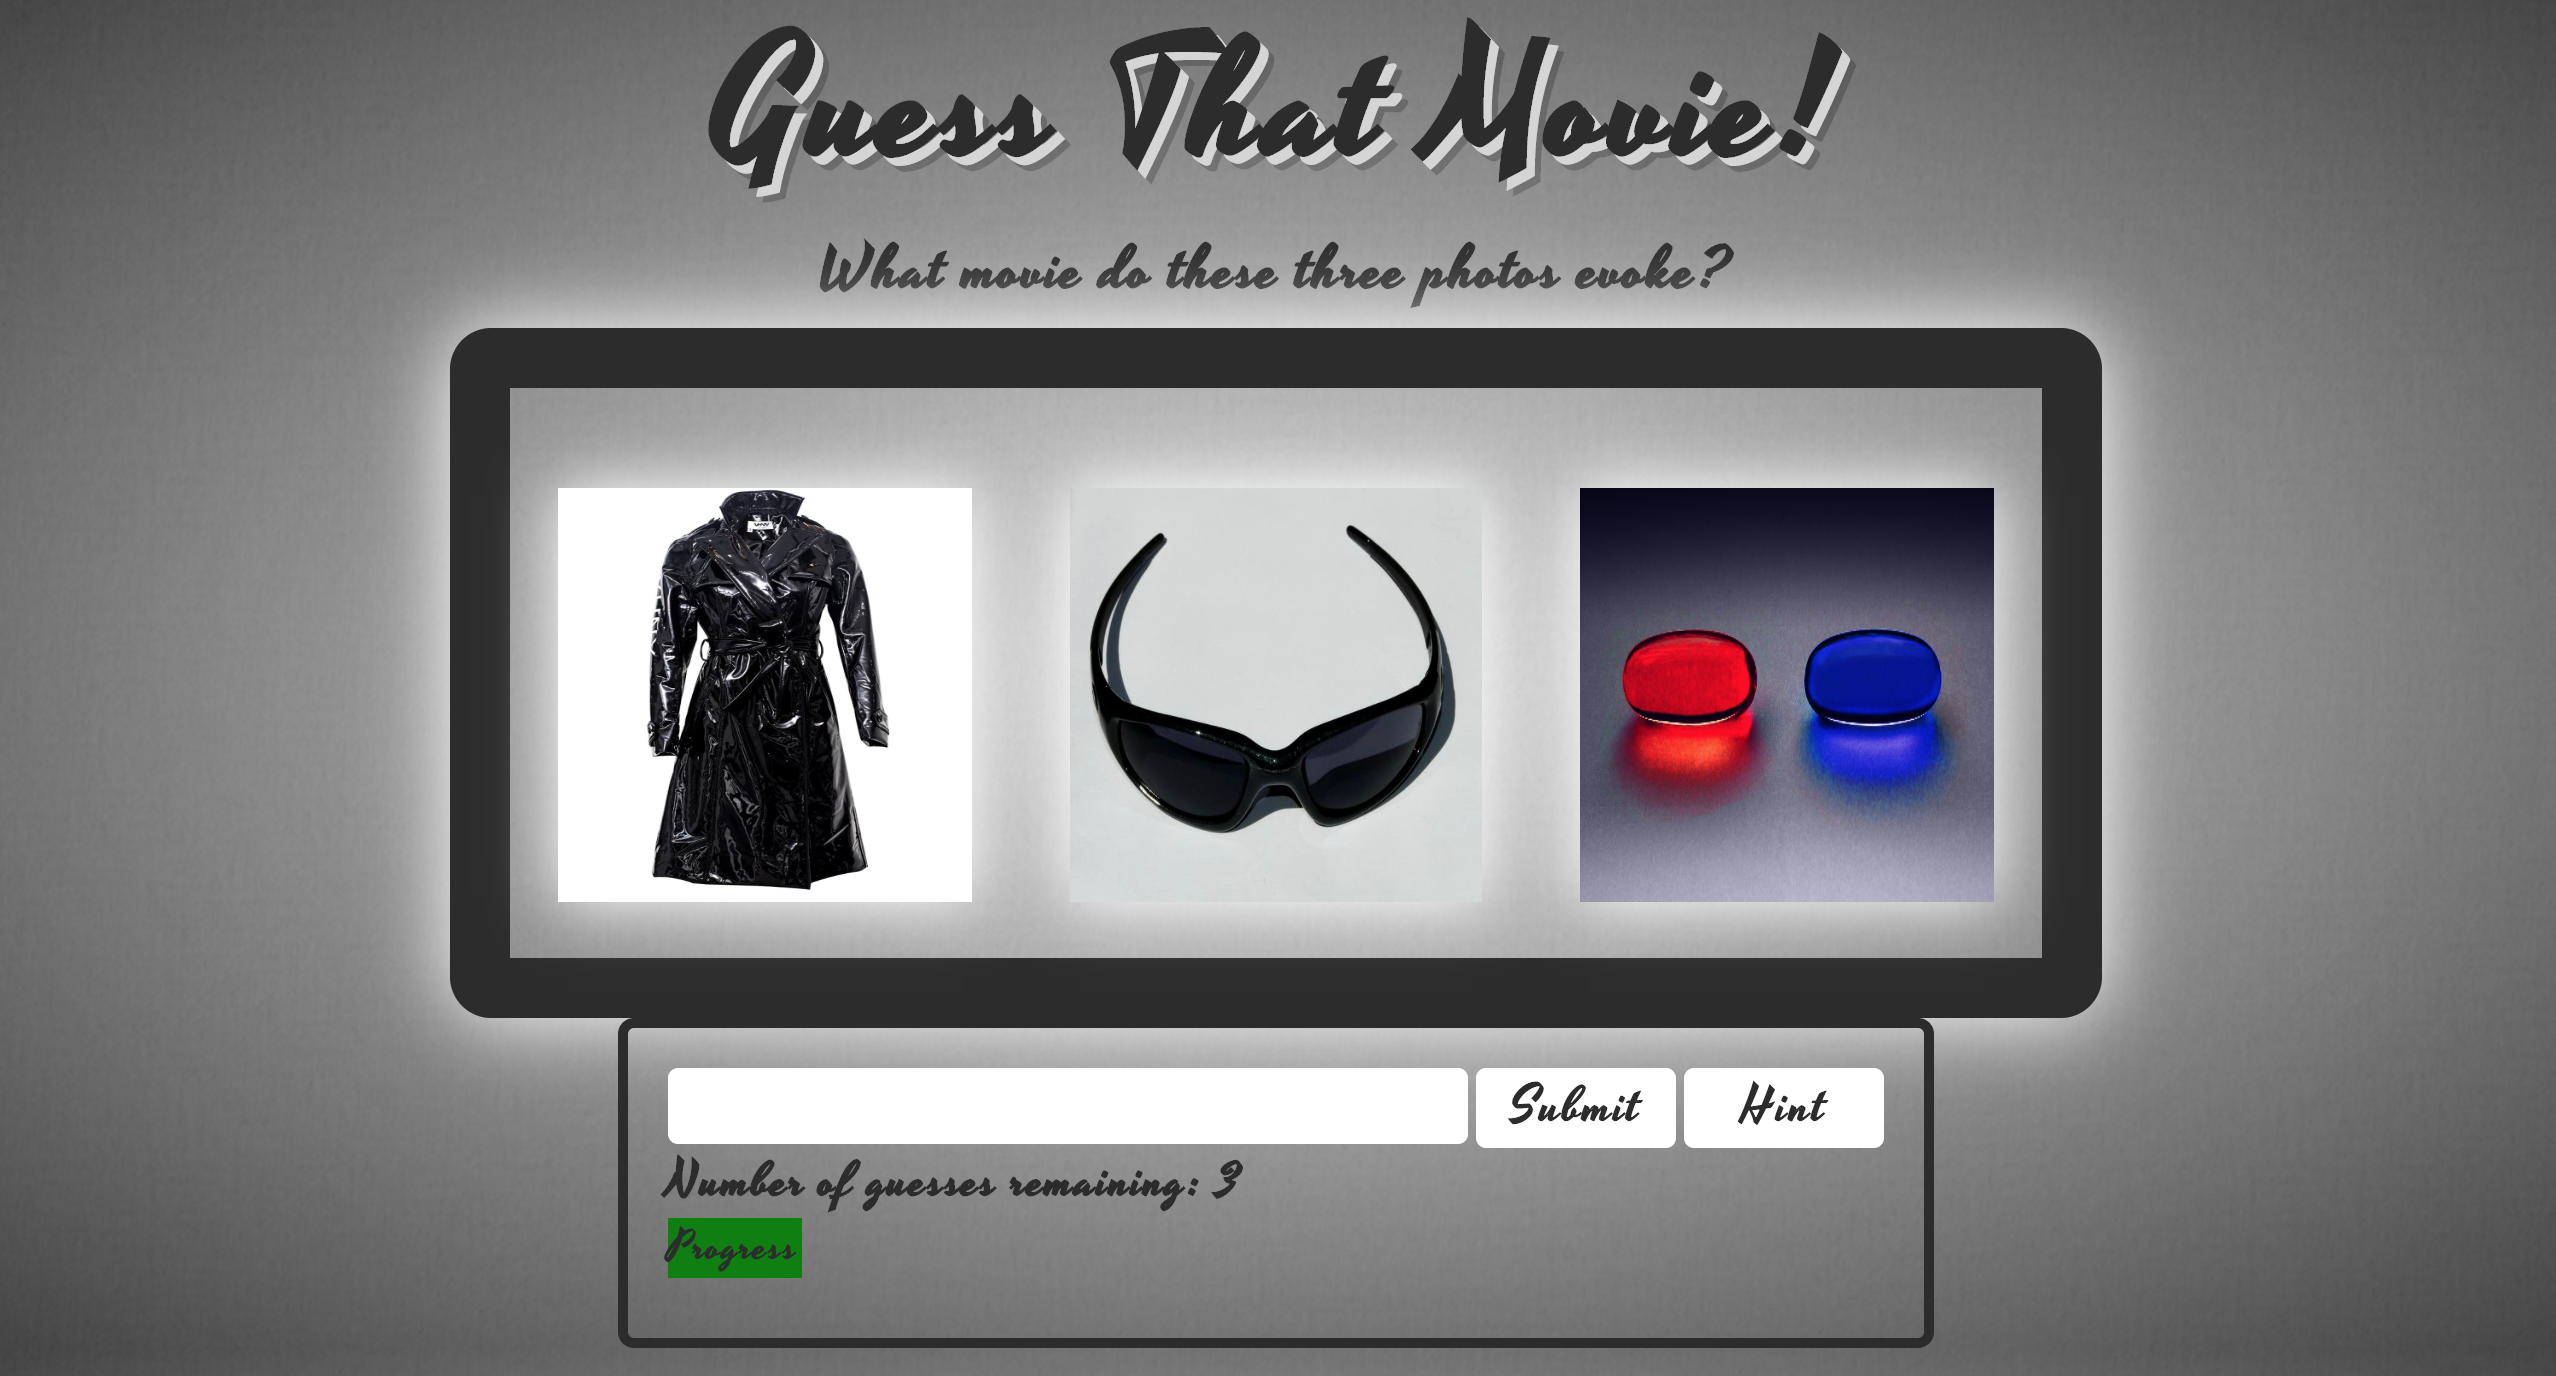 Guess That Movie!
What movie do these three photos evoke?
Submit
Hint
Number of guesses remaining: 3
Progress